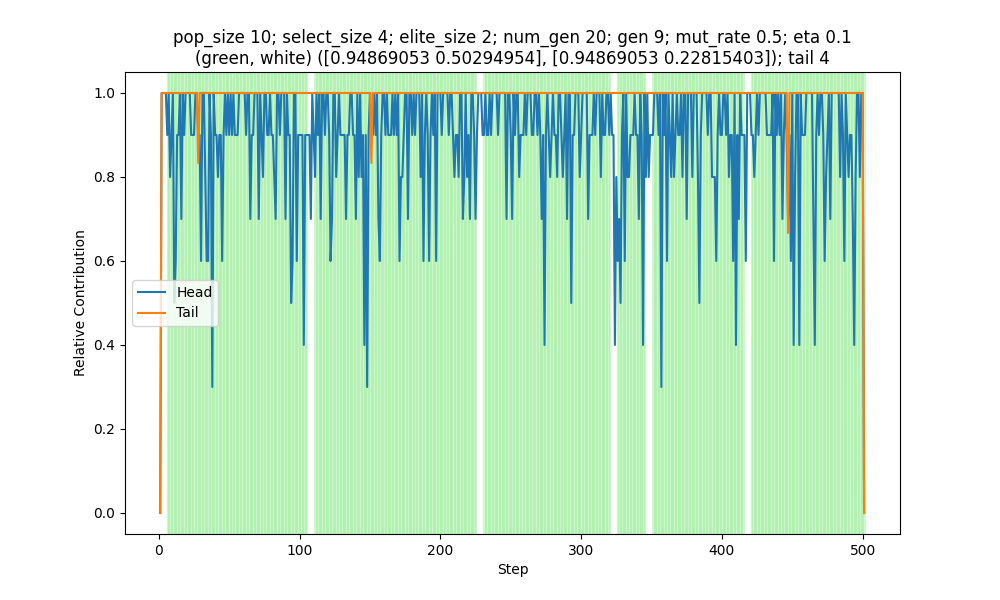 pop_size 10; select_size 4; elite_size 2; num_gen 20; gen 9; mut_rate 0.5; eta 0.1
(green, white) ([0.94869053 0.50294954], [0.94869053 0.22815403]); tail 4
1.0
0.8
0.6
0.4
0.2
0.0
Relative Contribution
Head
Tail
0
100
200
300
400
500
Step